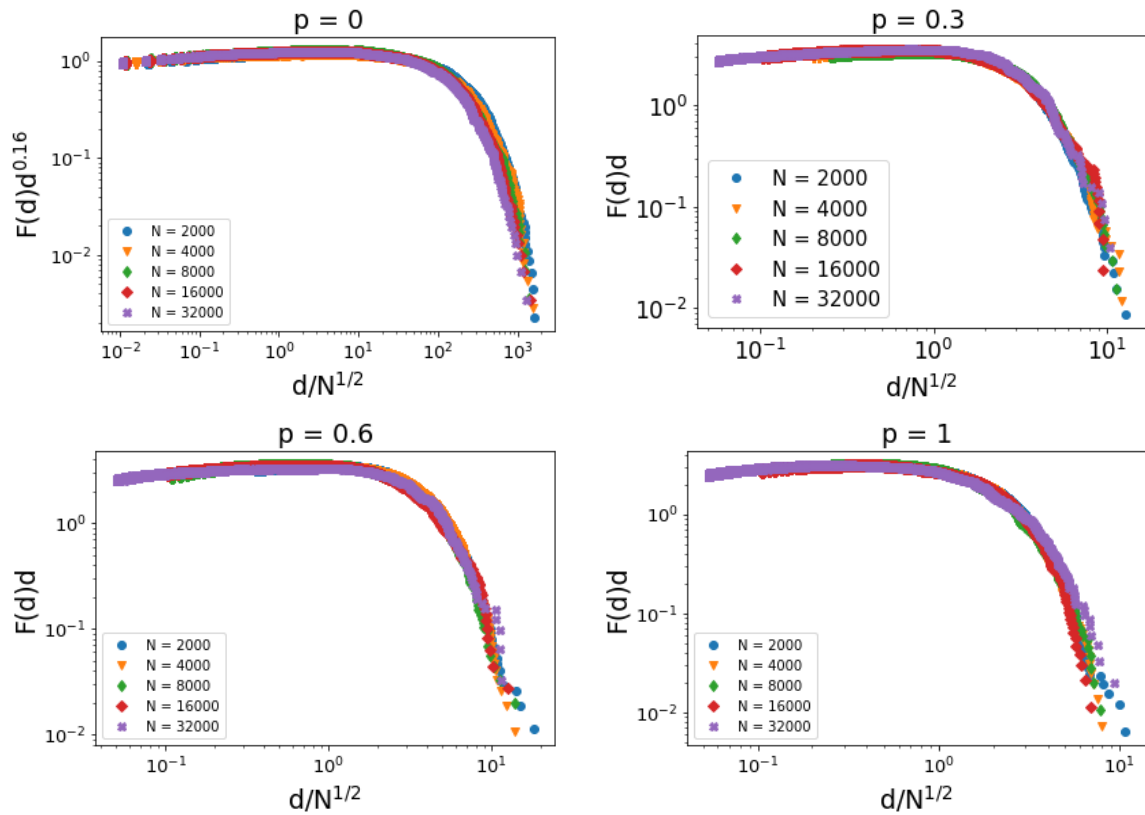 p = 0
F(d)d^0.16
10^0
10^-1
10^-2
N = 2000
N = 4000
N = 8000
N = 16000
N = 32000
10^-2 10^-1 10^0 10^1 10^2 10^3
d/N^1/2
p = 0.3
F(d)d
10^0
10^-1
10^-2
N = 2000
N = 4000
N = 8000
N = 16000
N = 32000
10^-1 10^0 10^1
d/N^1/2
p = 0.6
F(d)d
10^0
10^-1
10^-2
N = 2000
N = 4000
N = 8000
N = 16000
N = 32000
10^-1 10^0 10^1
d/N^1/2
p = 1
F(d)d
10^0
10^-1
10^-2
N = 2000
N = 4000
N = 8000
N = 16000
N = 32000
10^-1 10^0 10^1
d/N^1/2